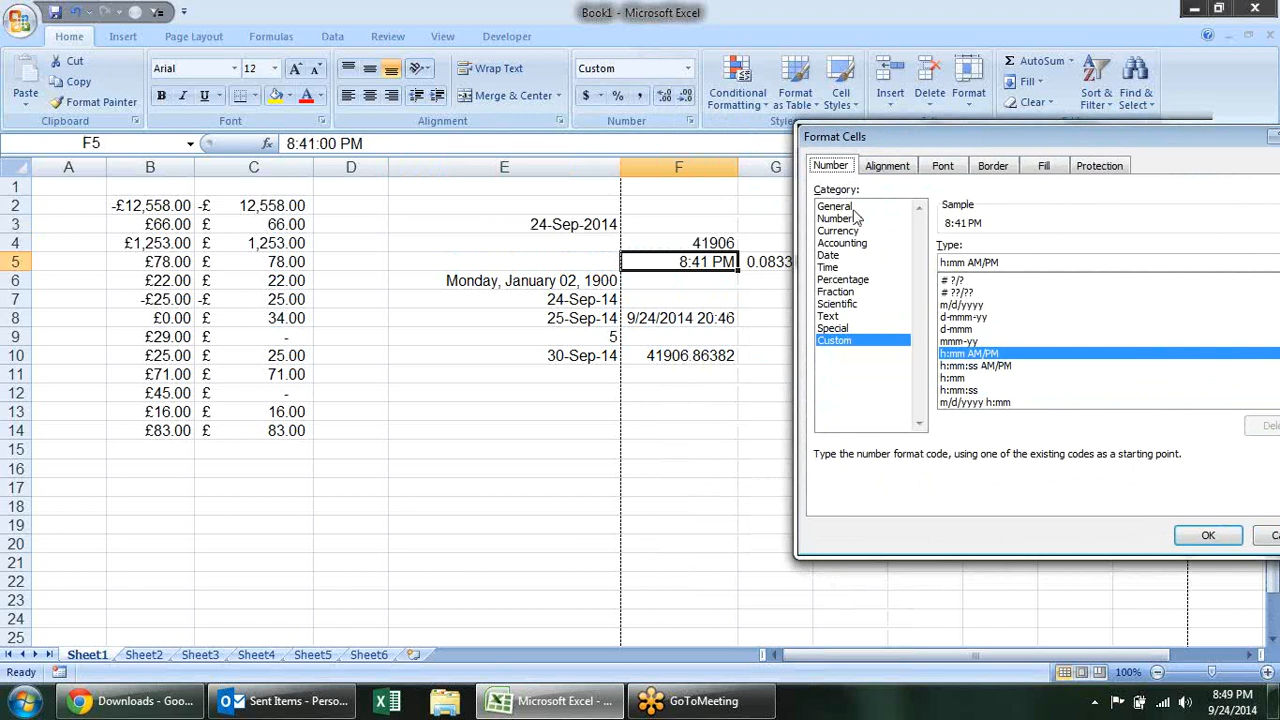 Book1 - Microsoft Excel
Home Insert Page Layout Formulas Data Review View Developer
Paste
Cut
Copy
Format Painter
Clipboard
Arial 12
B I U
Font
Wrap Text
Merge & Center
Alignment
Custom
$ % ,
Number
Conditional Formatting
Format as Table
Cell Styles
Styles
Insert Delete Format
AutoSum
Fill
Clear
Sort & Filter
Find & Select
F5 fx 8:41:00 PM
A B C D E F G
1
2 -£12,558.00 -£ 12,558.00
3 £66.00 £ 66.00 24-Sep-2014
4 £1,253.00 £ 1,253.00 41906
5 £78.00 £ 78.00 8:41 PM 0.0833
6 £22.00 £ 22.00 Monday, January 02, 1900
7 -£25.00 -£ 25.00 24-Sep-14
8 £0.00 £ 34.00 25-Sep-14 9/24/2014 20:46
9 £29.00 £ - 5
10 £25.00 £ 25.00 30-Sep-14 41906 86382
11 £71.00 £ 71.00
12 £45.00 £ -
13 £16.00 £ 16.00
14 £83.00 £ 83.00
15
16
17
18
19
20
21
22
23
24
25
Format Cells
Number Alignment Font Border Fill Protection
Category:
General
Number
Currency
Accounting
Date
Time
Percentage
Fraction
Scientific
Text
Special
Custom
Sample
8:41 PM
Type:
h:mm AM/PM
# ?/?
# ??/??
m/d/yyyy
d-mmm-yy
d-mmm
mmm-yy
h:mm AM/PM
h:mm:ss AM/PM
h:mm
h:mm:ss
m/d/yyyy h:mm
Dele
Type the number format code, using one of the existing codes as a starting point.
OK
Ca
Sheet1 Sheet2 Sheet3 Sheet4 Sheet5 Sheet6
Ready
100%
Downloads - Goo...
Sent Items - Perso...
Microsoft Excel - ...
GoToMeeting
8:49 PM
9/24/2014